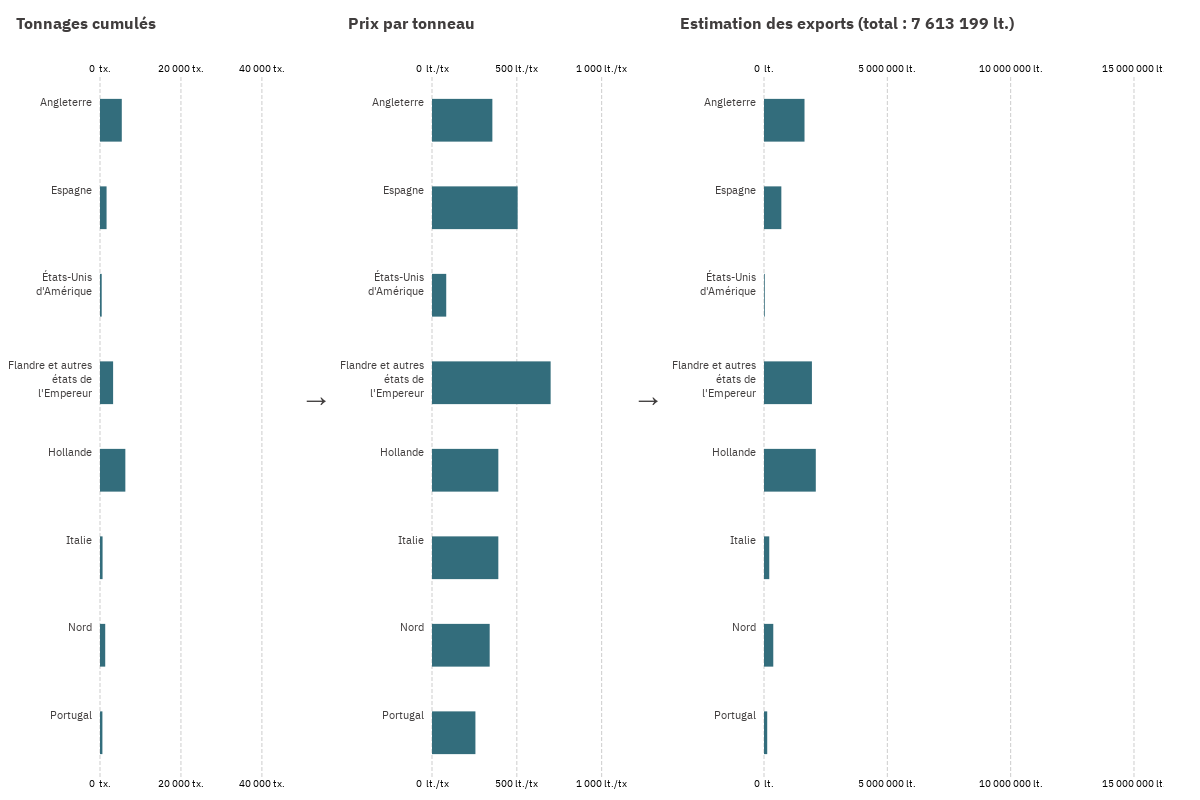 Tonnages cumulés
0 tx.
20 000 tx.
40 000 tx.
Angleterre
Espagne
États-Unis
d'Amérique
Flandre et autres
états de
l'Empereur
Hollande
Italie
Nord
Portugal
0 tx.
20 000 tx.
40 000 tx.
→
Prix par tonneau
0 lt./tx
500 lt./tx
1 000 lt./tx
Angleterre
Espagne
États-Unis
d'Amérique
Flandre et autres
états de
l'Empereur
Hollande
Italie
Nord
Portugal
0 lt./tx
500 lt./tx
1 000 lt./tx
→
Estimation des exports (total : 7 613 199 lt.)
0 lt.
5 000 000 lt.
10 000 000 lt.
15 000 000 lt
Angleterre
Espagne
États-Unis
d'Amérique
Flandre et autres
états de
l'Empereur
Hollande
Italie
Nord
Portugal
0 lt.
5 000 000 lt.
10 000 000 lt.
15 000 000 lt.